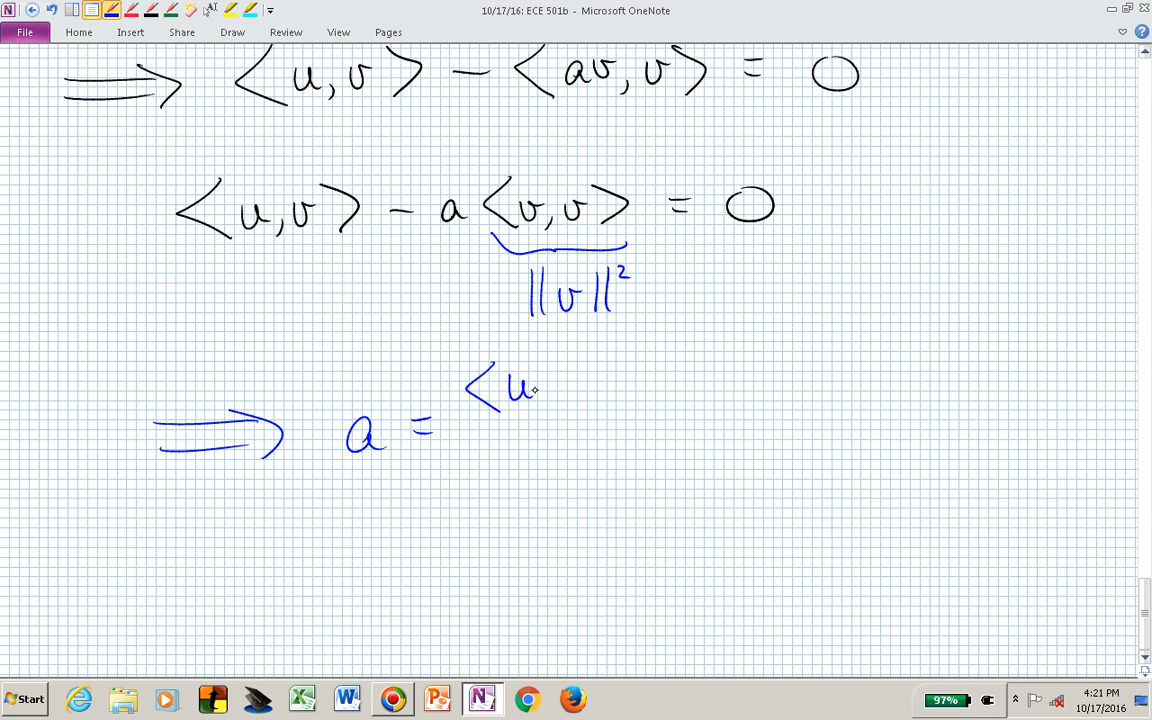 10/17/16: ECE 501b - Microsoft OneNote
File Home Insert Share Draw Review View Pages
⟹ <u,v> − <av,v> = 0
<u,v> − a<v,v> = 0
||v||²
⟹ a = <u
Start
97%
4:21 PM
10/17/2016